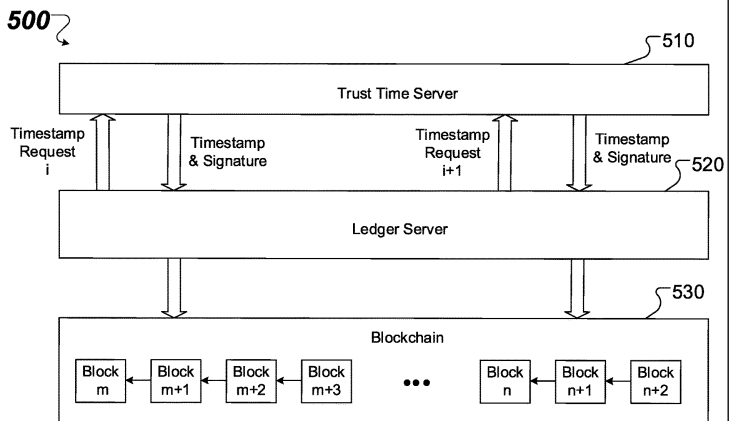 500
510
Trust Time Server
Timestamp
Request
i
Timestamp
& Signature
Timestamp
Request
i+1
Timestamp
& Signature
520
Ledger Server
530
Blockchain
Block
m
Block
m+1
Block
m+2
Block
m+3
•••
Block
n
Block
n+1
Block
n+2